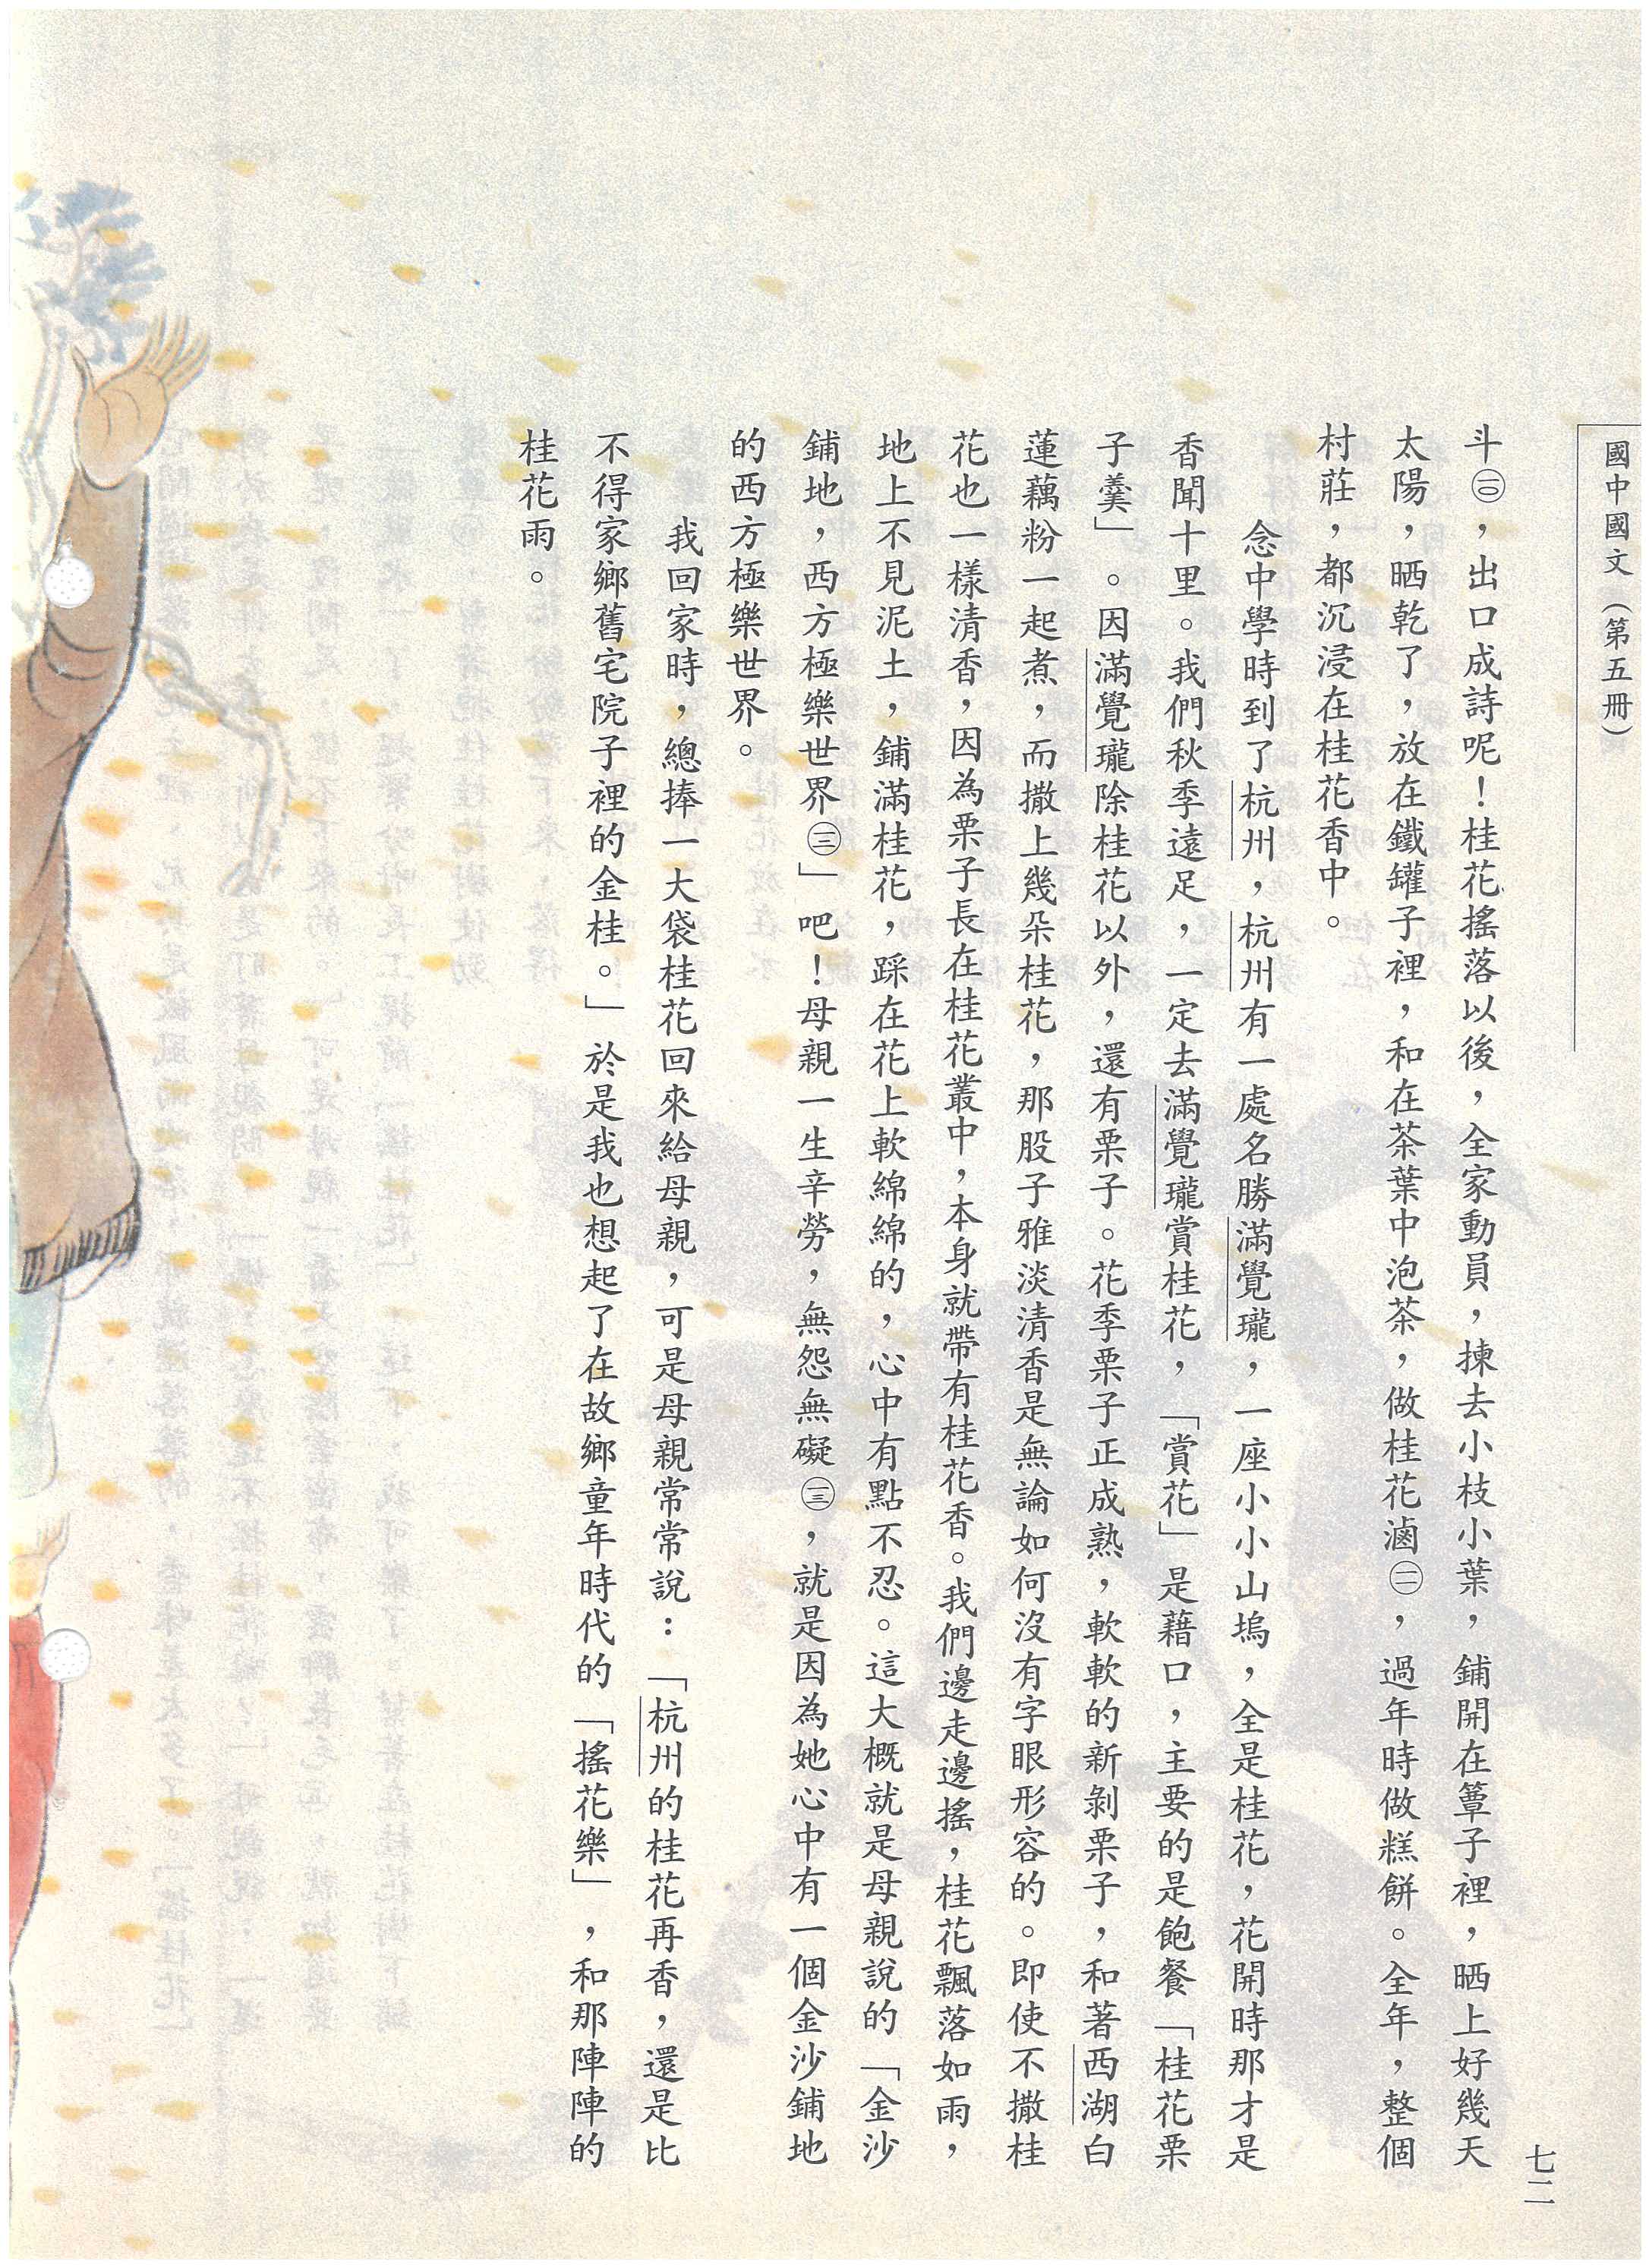 國中國文(第五冊)
七二
斗（一〇），出口成詩呢！桂花搖落以後，全家動員，揀去小枝小葉，鋪開在簟子裡，晒上好幾天
太陽，晒乾了，放在鐵罐子裡，和在茶葉中泡茶，做桂花滷（一一），過年時做糕餅。全年，整個
村莊，都沉浸在桂花香中。
念中學時到了杭州，杭州有一處名勝滿覺瓏，一座小小山塢，全是桂花，花開時那才是
香聞十里。我們秋季遠足，一定去滿覺瓏賞桂花，「賞花」是藉口，主要的是飽餐「桂花栗
子羹」。因滿覺瓏除桂花以外，還有栗子。花季栗子正成熟，軟軟的新剝栗子，和著西湖白
蓮藕粉一起煮，而撒上幾朵桂花，那股子雅淡清香是無論如何沒有字眼形容的。即使不撒桂
花也一樣清香，因為栗子長在桂花叢中，本身就帶有桂花香。我們邊走邊搖，桂花飄落如雨，
地上不見泥土，鋪滿桂花，踩在花上軟綿綿的，心中有點不忍。這大概就是母親說的「金沙
鋪地，西方極樂世界（一二）」吧！母親一生辛勞，無怨無礙（一三），就是因為她心中有一個金沙鋪地
的西方極樂世界。
我回家時，總捧一大袋桂花回來給母親，可是母親常常說：「杭州的桂花再香，還是比
不得家鄉舊宅院子裡的金桂。」於是我也想起了在故鄉童年時代的「搖花樂」，和那陣陣的
桂花雨。